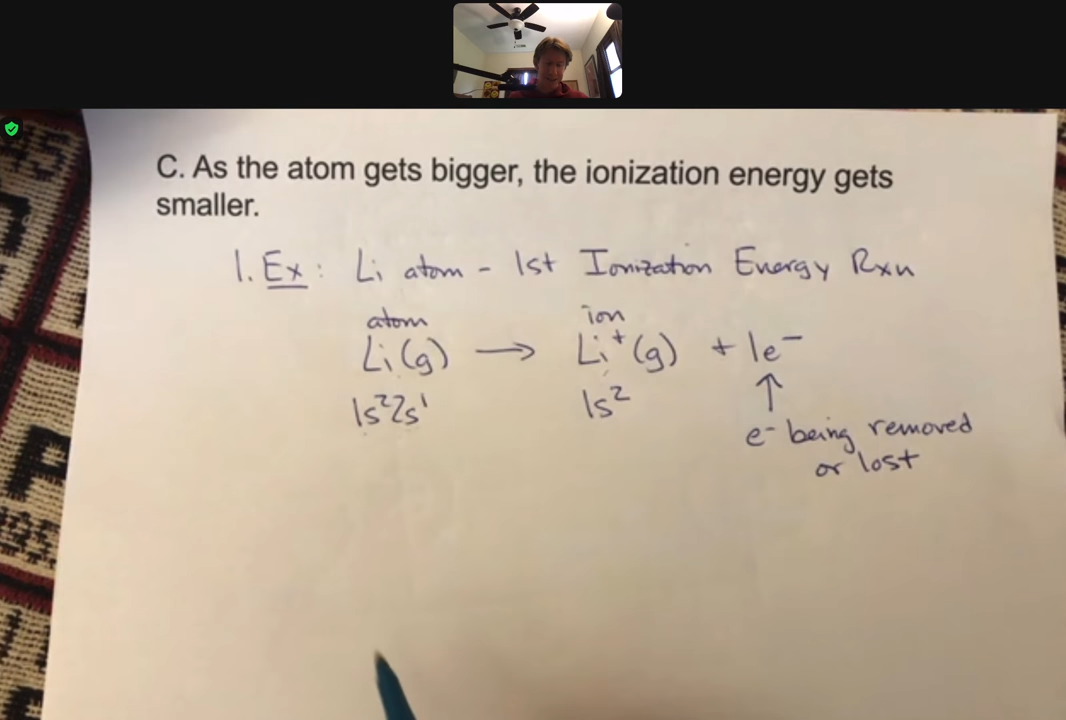 C. As the atom gets bigger, the ionization energy gets
smaller.
1. Ex: Li atom - 1st Ionization Energy Rxn
atom ion
Li(g) → Li⁺(g) + 1e⁻
1s²2s¹ 1s² ↑
e⁻ being removed
or lost